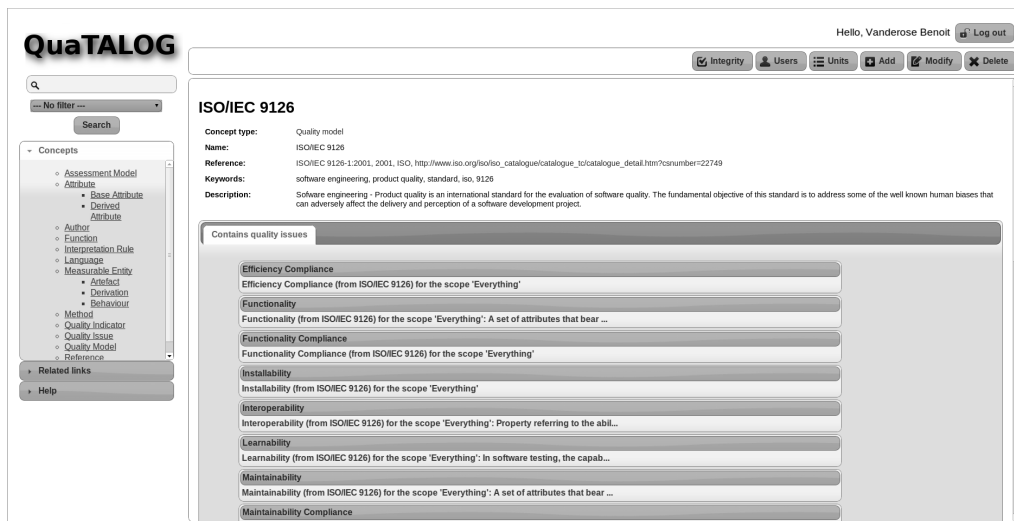 QuaTALOG
Hello, Vanderose Benoit
Log out
Integrity
Users
Units
Add
Modify
Delete
--- No filter ---
Search
Concepts
Assessment Model
Attribute
Base Attribute
Derived
Attribute
Author
Function
Interpretation Rule
Language
Measurable Entity
Artefact
Derivation
Behaviour
Method
Quality Indicator
Quality Issue
Quality Model
Reference
Related links
Help
ISO/IEC 9126
Concept type: Quality model
Name: ISO/IEC 9126
Reference: ISO/IEC 9126-1:2001, 2001, ISO, http://www.iso.org/iso/iso_catalogue/catalogue_tc/catalogue_detail.htm?csnumber=22749
Keywords: software engineering, product quality, standard, iso, 9126
Description: Sofware engineering - Product quality is an international standard for the evaluation of software quality. The fundamental objective of this standard is to address some of the well known human biases that
can adversely affect the delivery and perception of a software development project.
Contains quality issues
Efficiency Compliance
Efficiency Compliance (from ISO/IEC 9126) for the scope 'Everything'
Functionality
Functionality (from ISO/IEC 9126) for the scope 'Everything': A set of attributes that bear ...
Functionality Compliance
Functionality Compliance (from ISO/IEC 9126) for the scope 'Everything'
Installability
Installability (from ISO/IEC 9126) for the scope 'Everything'
Interoperability
Interoperability (from ISO/IEC 9126) for the scope 'Everything': Property referring to the abil...
Learnability
Learnability (from ISO/IEC 9126) for the scope 'Everything': In software testing, the capab...
Maintainability
Maintainability (from ISO/IEC 9126) for the scope 'Everything': A set of attributes that bear ...
Maintainability Compliance